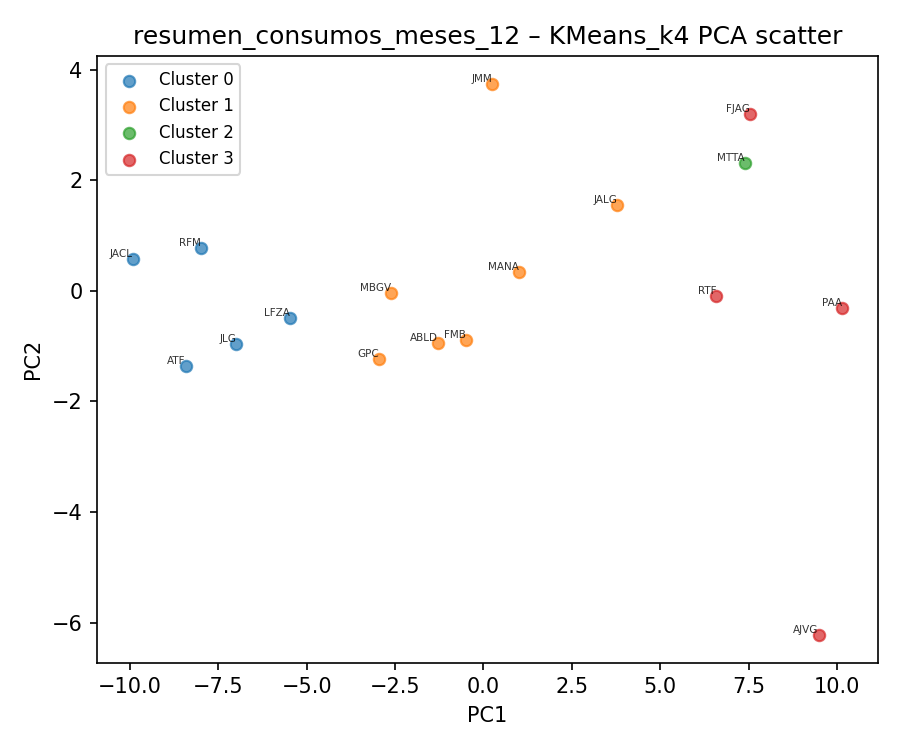 resumen_consumos_meses_12 – KMeans_k4 PCA scatter
Cluster 0
Cluster 1
Cluster 2
Cluster 3
JMM
FJAG
MTTA
JALG
RFM
JACL
MANA
MBGV
RTF
PAA
LFZA
JLG
ABLD
FMB
GPC
ATF
AJVG
4
2
0
−2
−4
−6
PC2
−10.0
−7.5
−5.0
−2.5
0.0
2.5
5.0
7.5
10.0
PC1